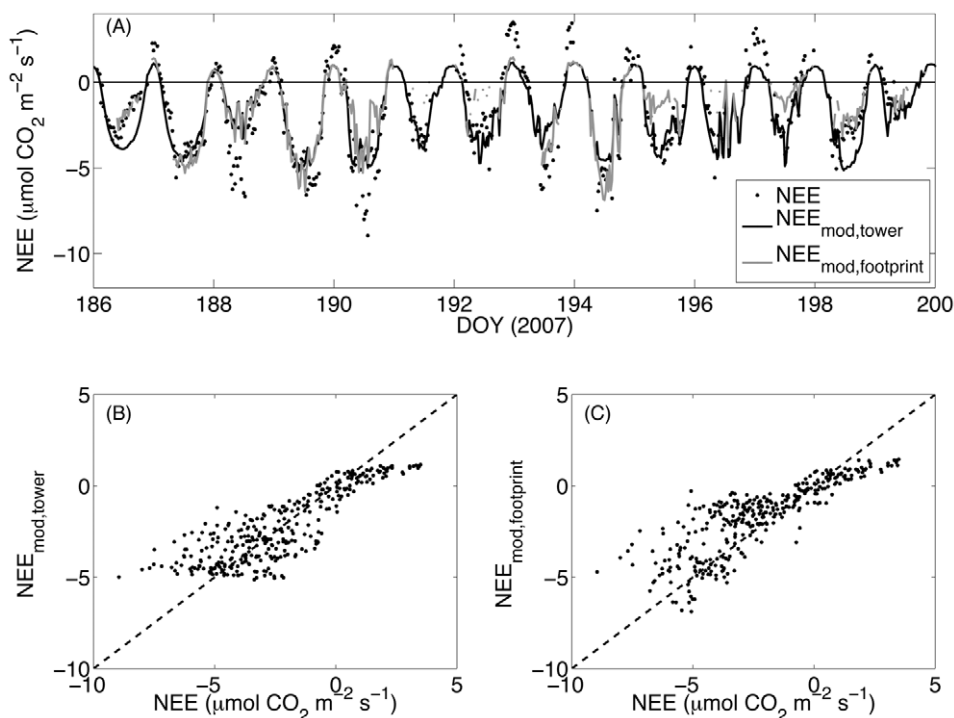 (A)
NEE (μmol CO2 m−2 s−1)
0
−5
−10
186 188 190 192 194 196 198 200
DOY (2007)
NEE
NEEmod,tower
NEEmod,footprint
(B)
NEEmod,tower
5
0
−5
−10
−10 −5 0 5
NEE (μmol CO2 m−2 s−1)
(C)
NEEmod,footprint
5
0
−5
−10
−10 −5 0 5
NEE (μmol CO2 m−2 s−1)